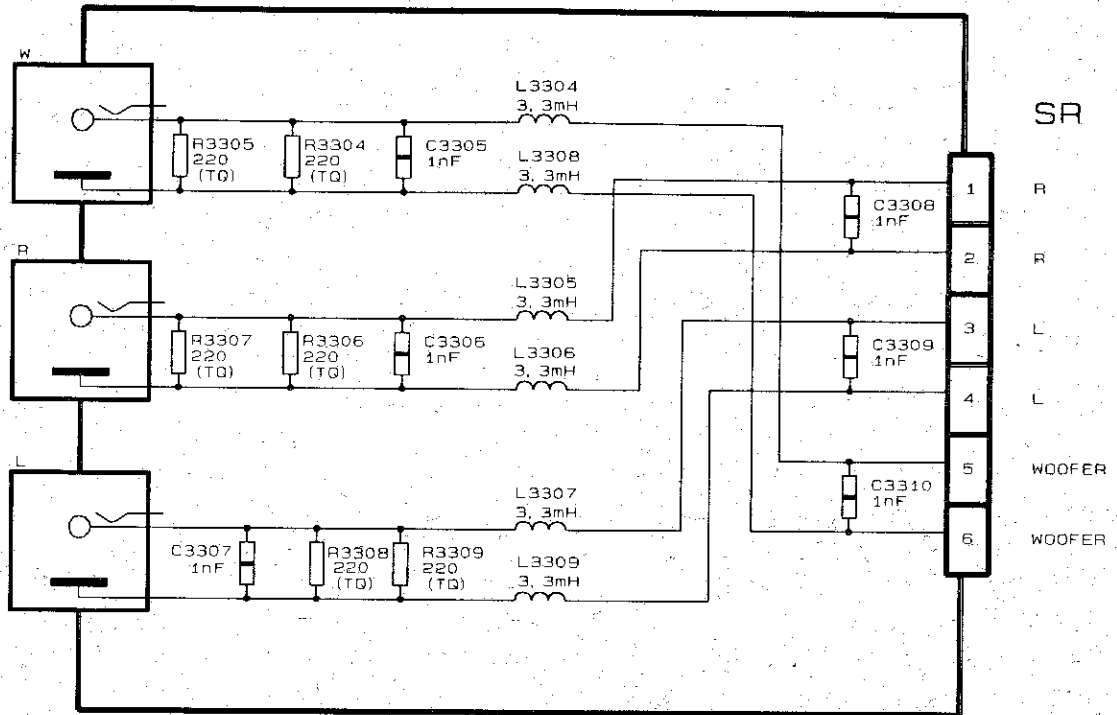 W
L3304
3, 3mH
R3305
220
(TQ)
R3304
220
(TQ)
C3305
1nF
L3308
3, 3mH
R
L3305
3, 3mH
R3307
220
(TQ)
R3306
220
(TQ)
C3306
1nF
L3306
3, 3mH
L
L3307
3, 3mH
C3307
1nF
R3308
220
(TQ)
R3309
220
(TQ)
L3309
3, 3mH
C3308
1nF
C3309
1nF
C3310
1nF
SR
1 R
2 R
3 L
4 L
5 WOOFER
6 WOOFER